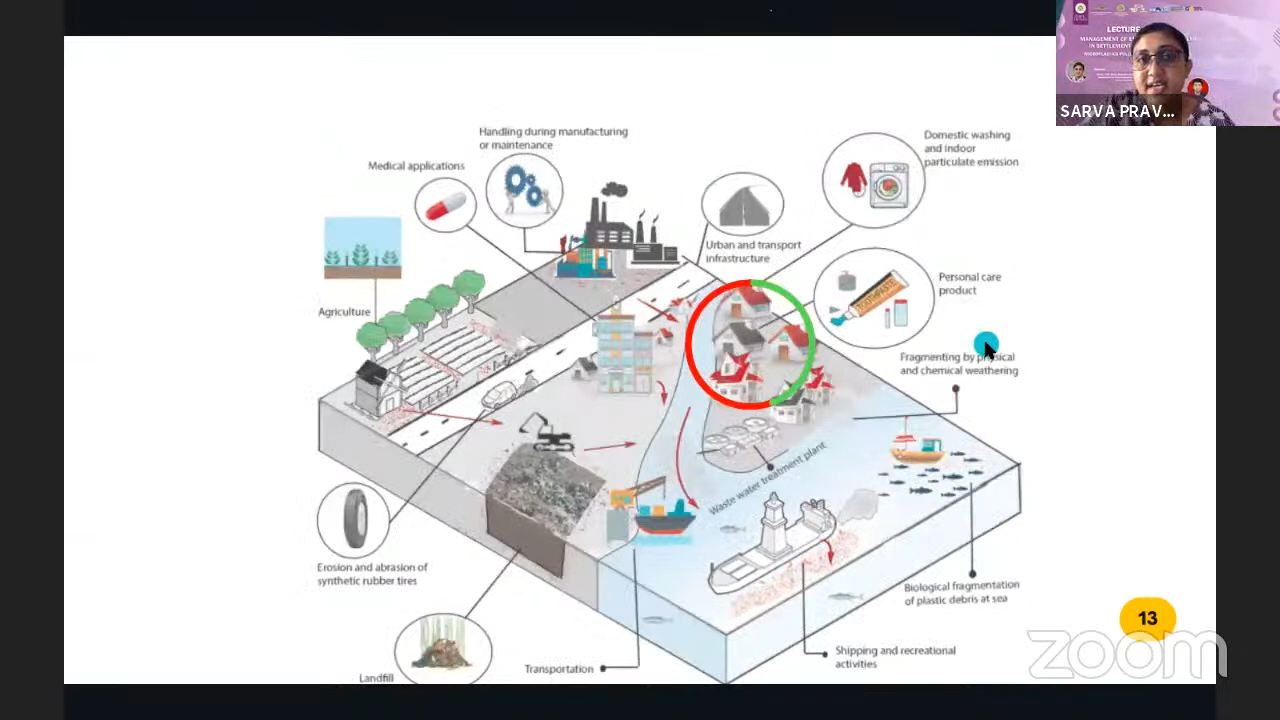 LECTURE
SARVA PRAV...
Handling during manufacturing
or maintenance
Medical applications
Domestic washing
and indoor
particulate emission
Urban and transport
infrastructure
Personal care
product
TOOTHPASTE
Agriculture
Fragmenting by physical
and chemical weathering
Waste water treatment plant
Erosion and abrasion of
synthetic rubber tires
Biological fragmentation
of plastic debris at sea
Shipping and recreational
activities
Transportation
Landfill
13
zoom